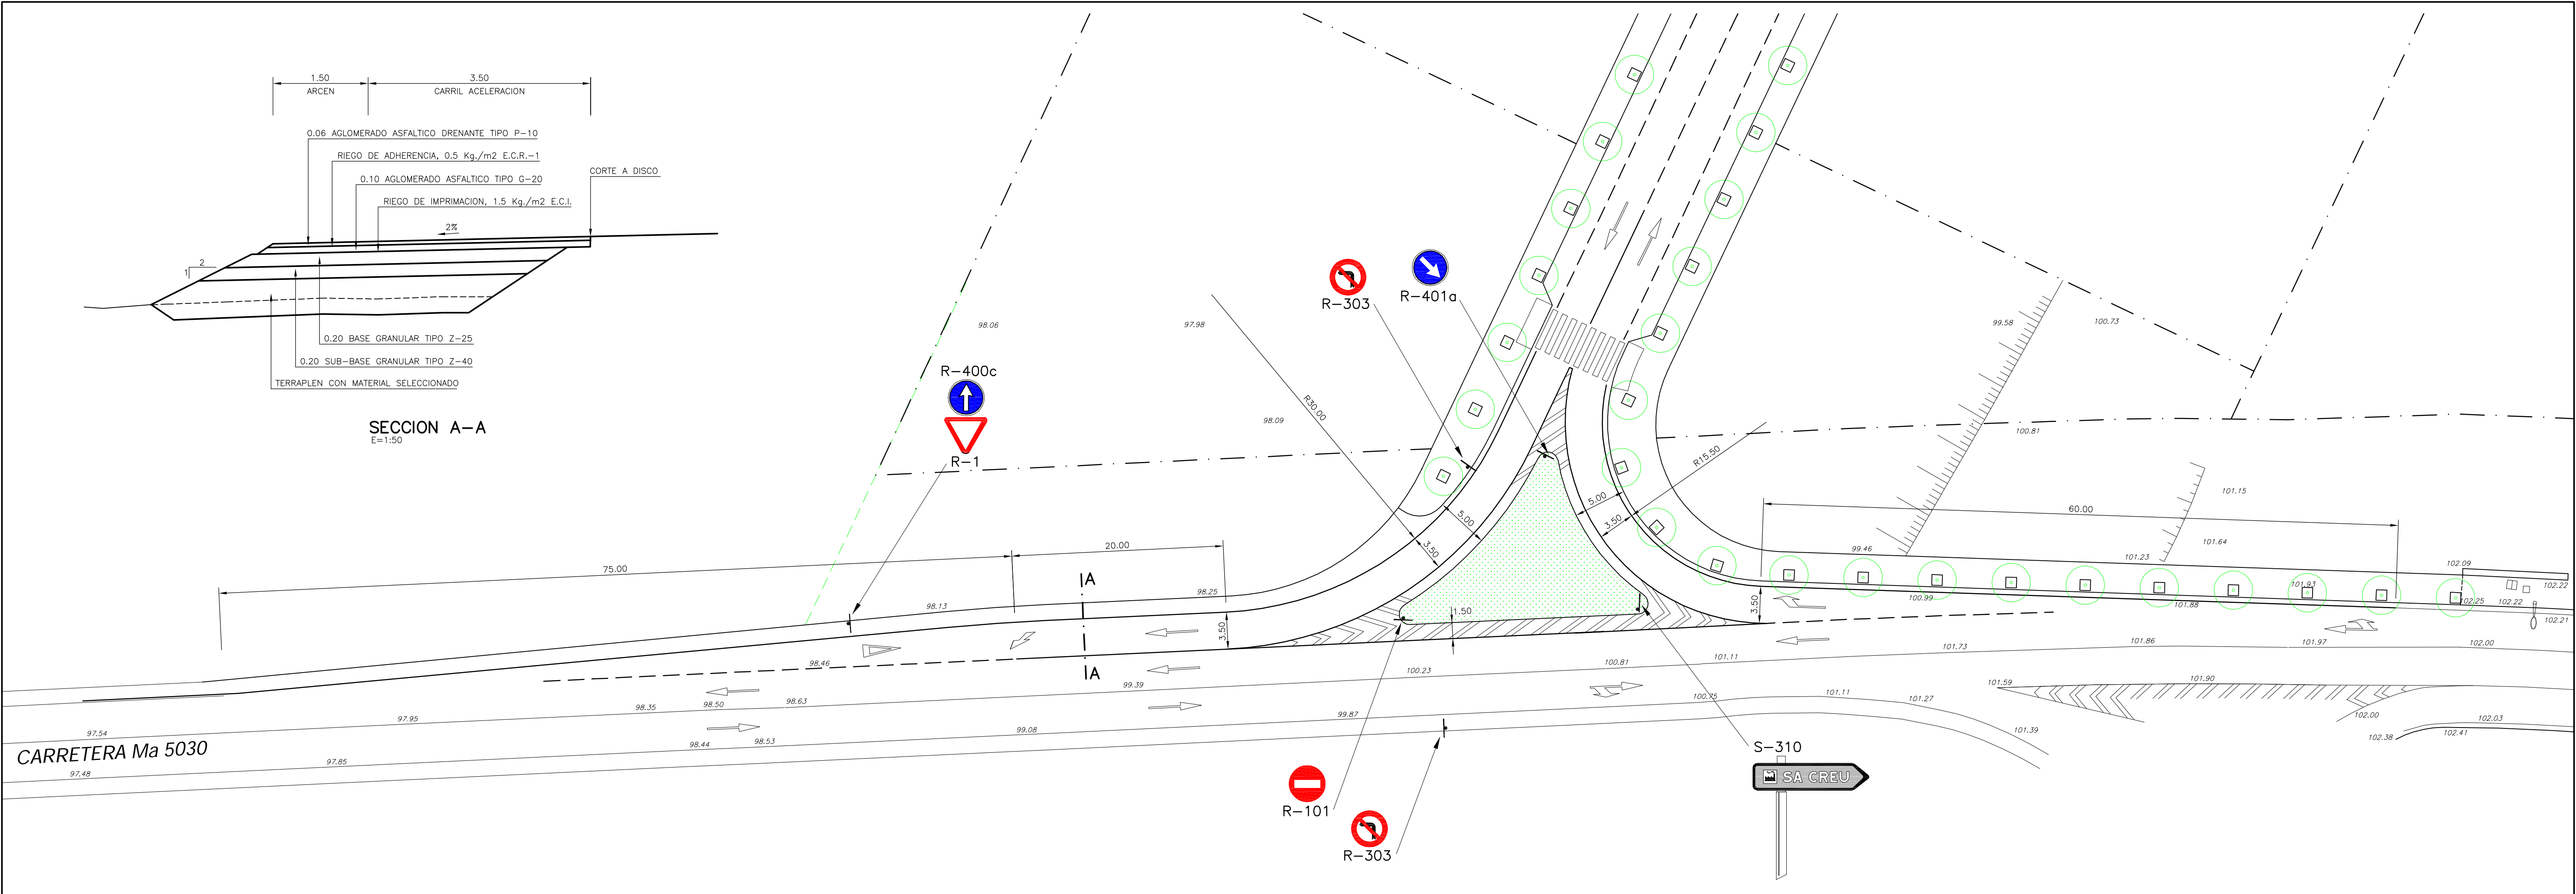 1.50
3.50
ARCEN
CARRIL ACELERACION
0.06 AGLOMERADO ASFALTICO DRENANTE TIPO P-10
RIEGO DE ADHERENCIA, 0.5 Kg./m2 E.C.R.-1
CORTE A DISCO
0.10 AGLOMERADO ASFALTICO TIPO G-20
RIEGO DE IMPRIMACION, 1.5 Kg./m2 E.C.I.
2%
2
1
0.20 BASE GRANULAR TIPO Z-25
0.20 SUB-BASE GRANULAR TIPO Z-40
TERRAPLEN CON MATERIAL SELECCIONADO
SECCION A-A
E=1:50
R-303
R-401a
R-400c
R-1
98.06
97.98
98.09
R30.00
R15.50
5.00
3.50
5.00
3.50
99.58
100.73
100.81
101.15
101.64
60.00
75.00
20.00
A
A
98.13
98.25
3.50
1.50
3.50
99.46
101.23
102.09
102.22
100.99
101.93
101.88
102.25
102.22
102.21
98.46
100.23
100.81
101.11
101.73
101.86
101.97
102.00
99.39
98.63
98.50
98.35
97.95
97.54
101.59
101.90
100.75
101.11
101.27
101.39
102.00
102.03
102.38
102.41
99.87
99.08
98.53
98.44
97.85
97.48
CARRETERA Ma 5030
R-101
R-303
S-310
SA CREU